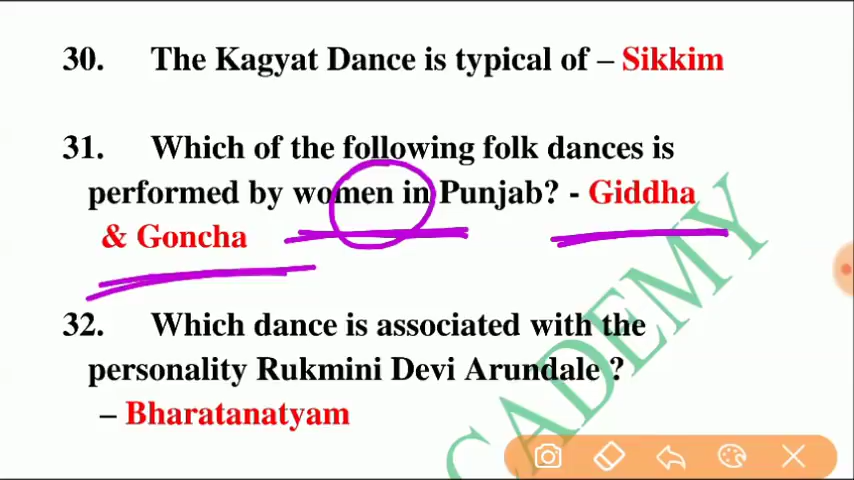 30. The Kagyat Dance is typical of – Sikkim
31. Which of the following folk dances is
performed by women in Punjab? - Giddha
& Goncha
32. Which dance is associated with the
personality Rukmini Devi Arundale ?
– Bharatanatyam
CADEMY